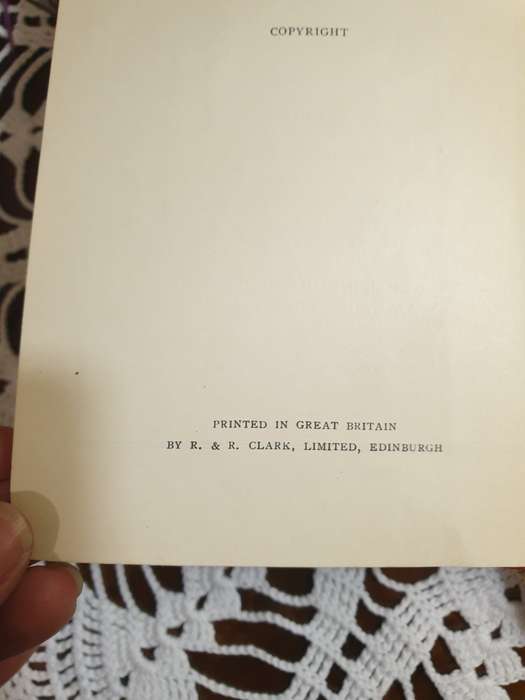 COPYRIGHT
PRINTED IN GREAT BRITAIN
BY R. & R. CLARK, LIMITED, EDINBURGH